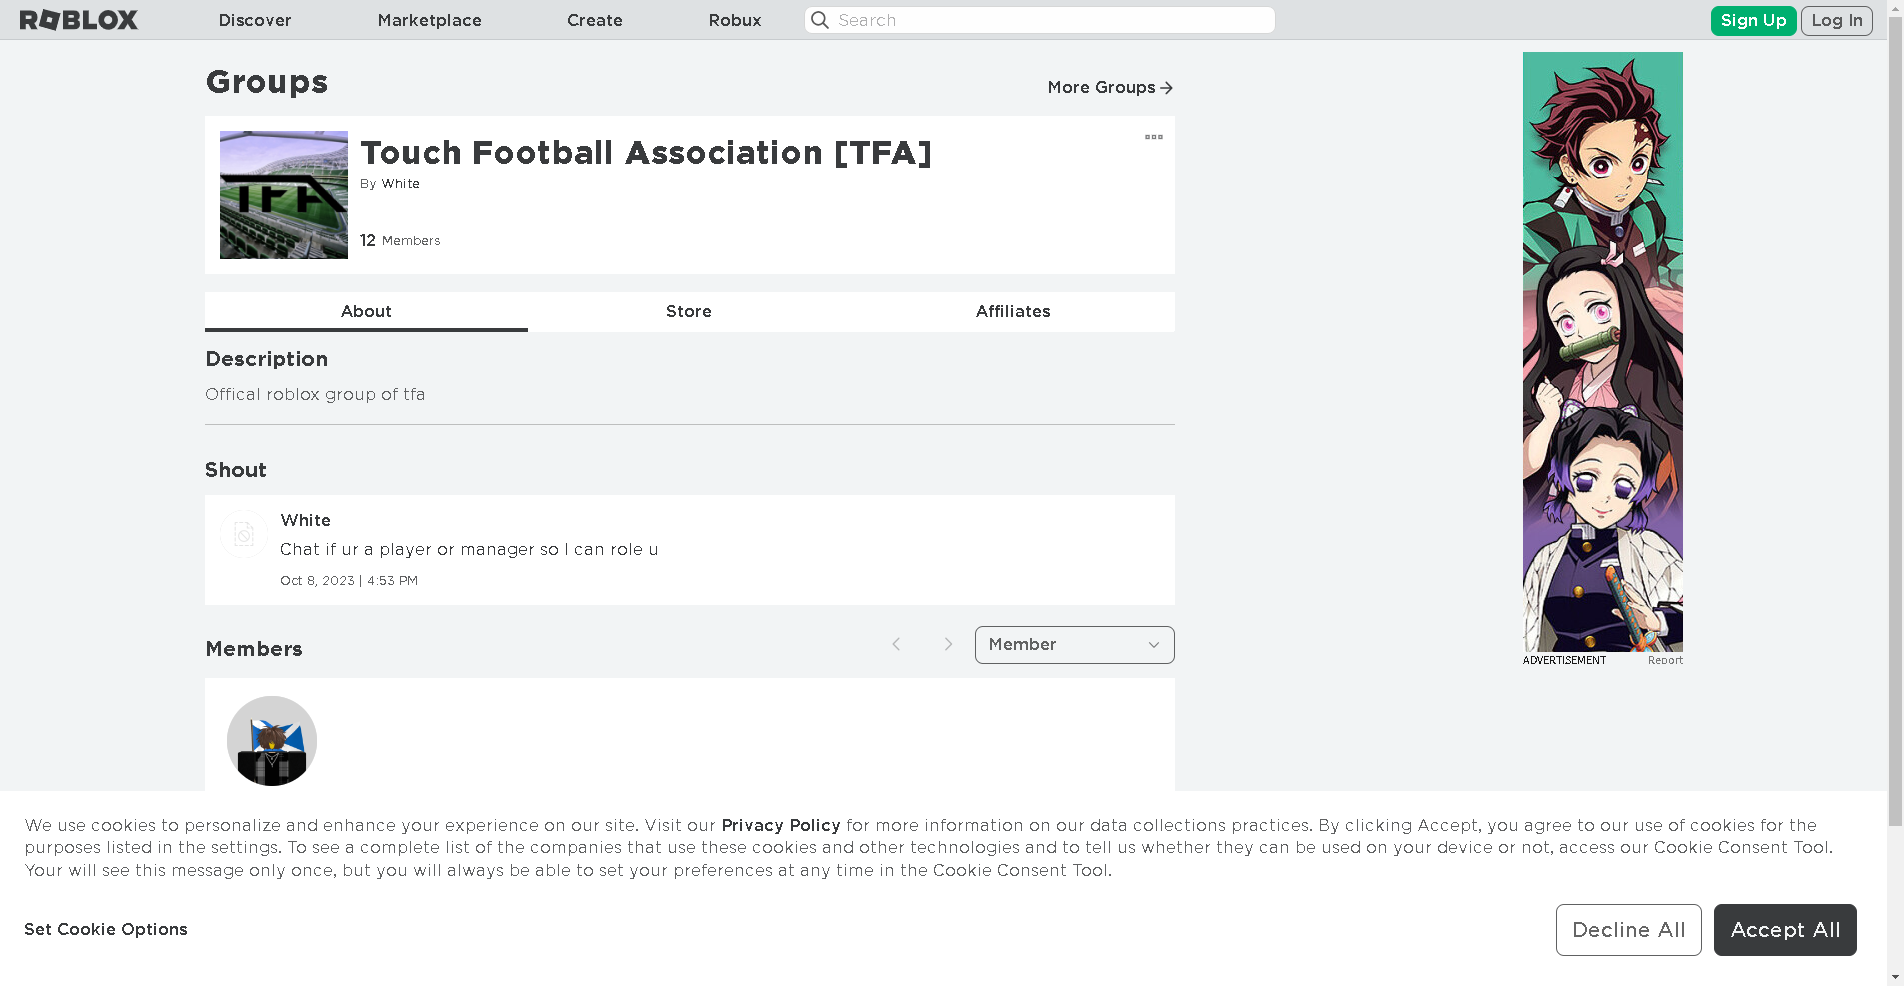 ROBLOX Discover Marketplace Create Robux Search Sign Up Log In
Groups
More Groups
TFA
Touch Football Association [TFA]
By White
12 Members
About Store Affiliates
Description
Offical roblox group of tfa
Shout
White
Chat if ur a player or manager so I can role u
Oct 8, 2023 | 4:53 PM
Members
Member
ADVERTISEMENT Report
We use cookies to personalize and enhance your experience on our site. Visit our Privacy Policy for more information on our data collections practices. By clicking Accept, you agree to our use of cookies for the
purposes listed in the settings. To see a complete list of the companies that use these cookies and other technologies and to tell us whether they can be used on your device or not, access our Cookie Consent Tool.
Your will see this message only once, but you will always be able to set your preferences at any time in the Cookie Consent Tool.
Set Cookie Options
Decline All
Accept All